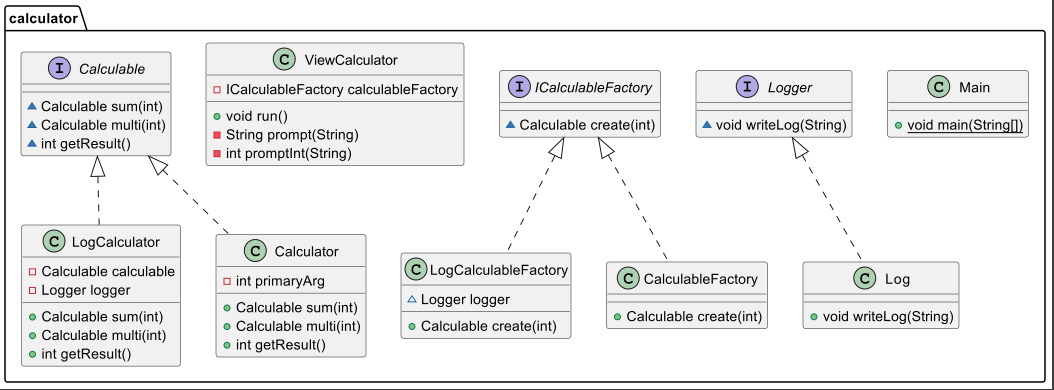 calculator
I Calculable
Calculable sum(int)
Calculable multi(int)
int getResult()
C ViewCalculator
ICalculableFactory calculableFactory
void run()
String prompt(String)
int promptInt(String)
I ICalculableFactory
Calculable create(int)
I Logger
void writeLog(String)
C Main
void main(String[])
C LogCalculator
Calculable calculable
Logger logger
Calculable sum(int)
Calculable multi(int)
int getResult()
C Calculator
int primaryArg
Calculable sum(int)
Calculable multi(int)
int getResult()
C LogCalculableFactory
Logger logger
Calculable create(int)
C CalculableFactory
Calculable create(int)
C Log
void writeLog(String)